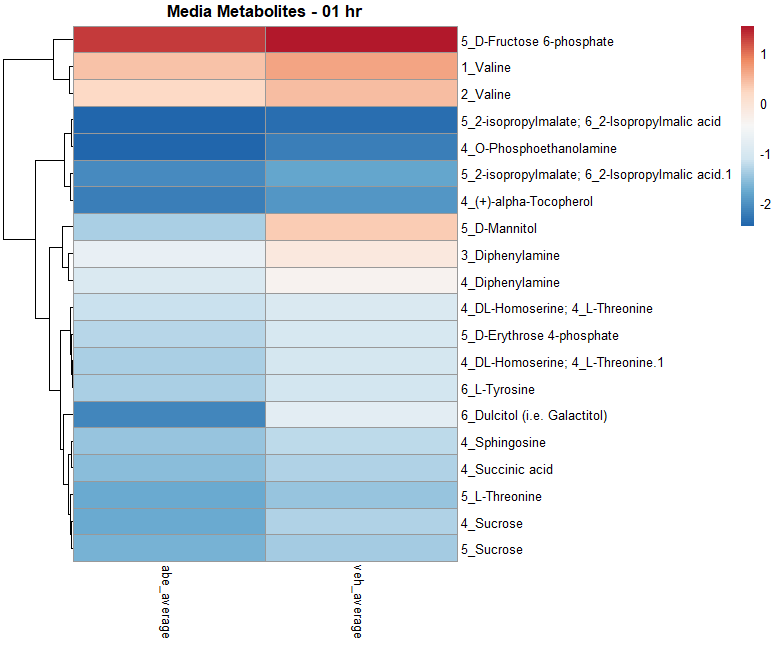 Media Metabolites - 01 hr
5_D-Fructose 6-phosphate
1_Valine
2_Valine
5_2-isopropylmalate; 6_2-Isopropylmalic acid
4_O-Phosphoethanolamine
5_2-isopropylmalate; 6_2-Isopropylmalic acid.1
4_(+)-alpha-Tocopherol
5_D-Mannitol
3_Diphenylamine
4_Diphenylamine
4_DL-Homoserine; 4_L-Threonine
5_D-Erythrose 4-phosphate
4_DL-Homoserine; 4_L-Threonine.1
6_L-Tyrosine
6_Dulcitol (i.e. Galactitol)
4_Sphingosine
4_Succinic acid
5_L-Threonine
4_Sucrose
5_Sucrose
abe_average
veh_average
1
0
-1
-2